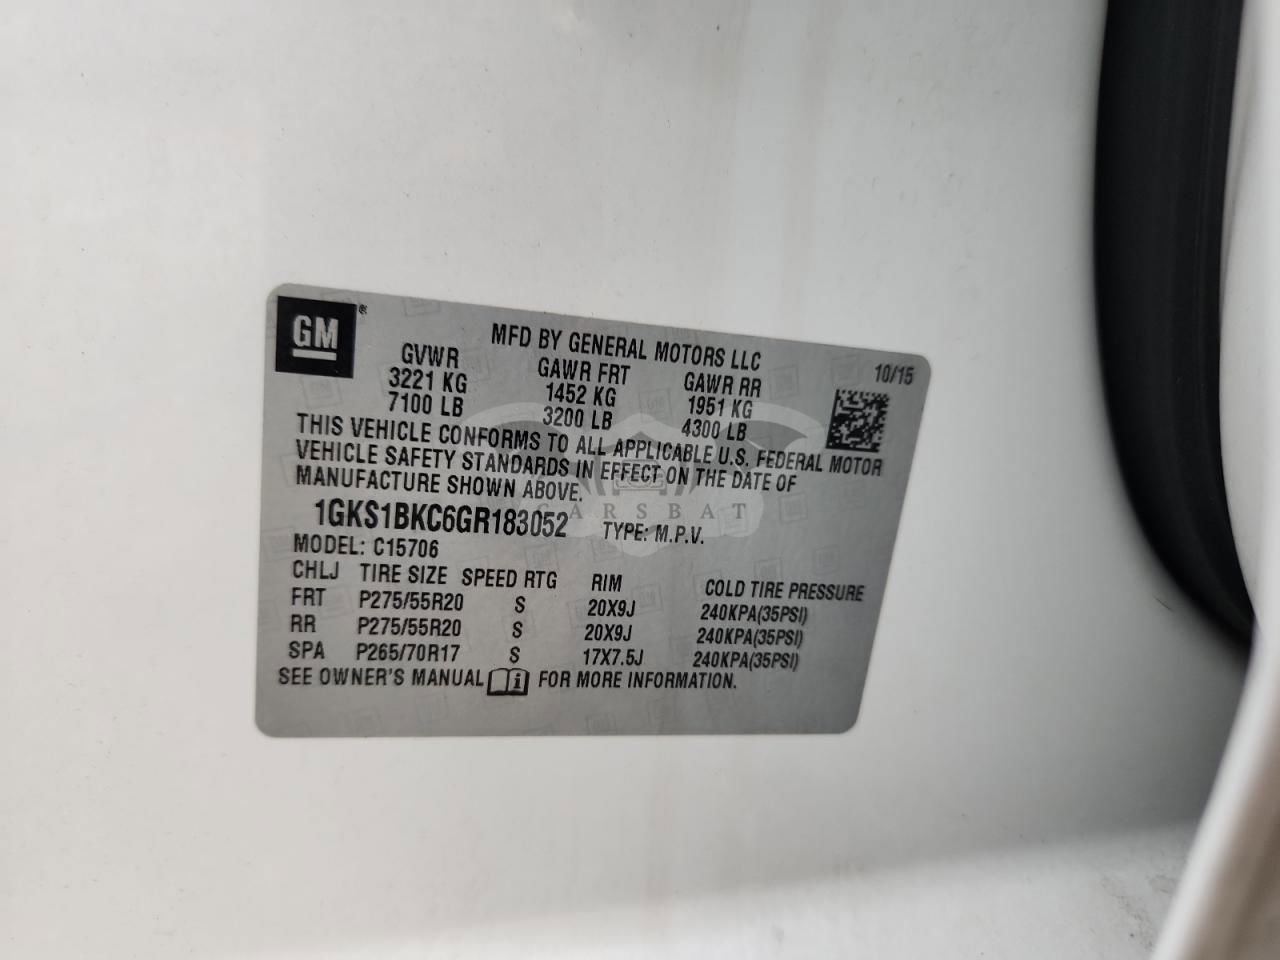 GM ®
MFD BY GENERAL MOTORS LLC
10/15
GVWR GAWR FRT GAWR RR
3221 KG 1452 KG 1951 KG
7100 LB 3200 LB 4300 LB
THIS VEHICLE CONFORMS TO ALL APPLICABLE U.S. FEDERAL MOTOR
VEHICLE SAFETY STANDARDS IN EFFECT ON THE DATE OF
MANUFACTURE SHOWN ABOVE.
CARSBAT
1GKS1BKC6GR183052 TYPE: M.P.V.
MODEL: C15706
CHLJ TIRE SIZE SPEED RTG RIM COLD TIRE PRESSURE
FRT P275/55R20 S 20X9J 240KPA(35PSI)
RR P275/55R20 S 20X9J 240KPA(35PSI)
SPA P265/70R17 S 17X7.5J 240KPA(35PSI)
SEE OWNER'S MANUAL i FOR MORE INFORMATION.